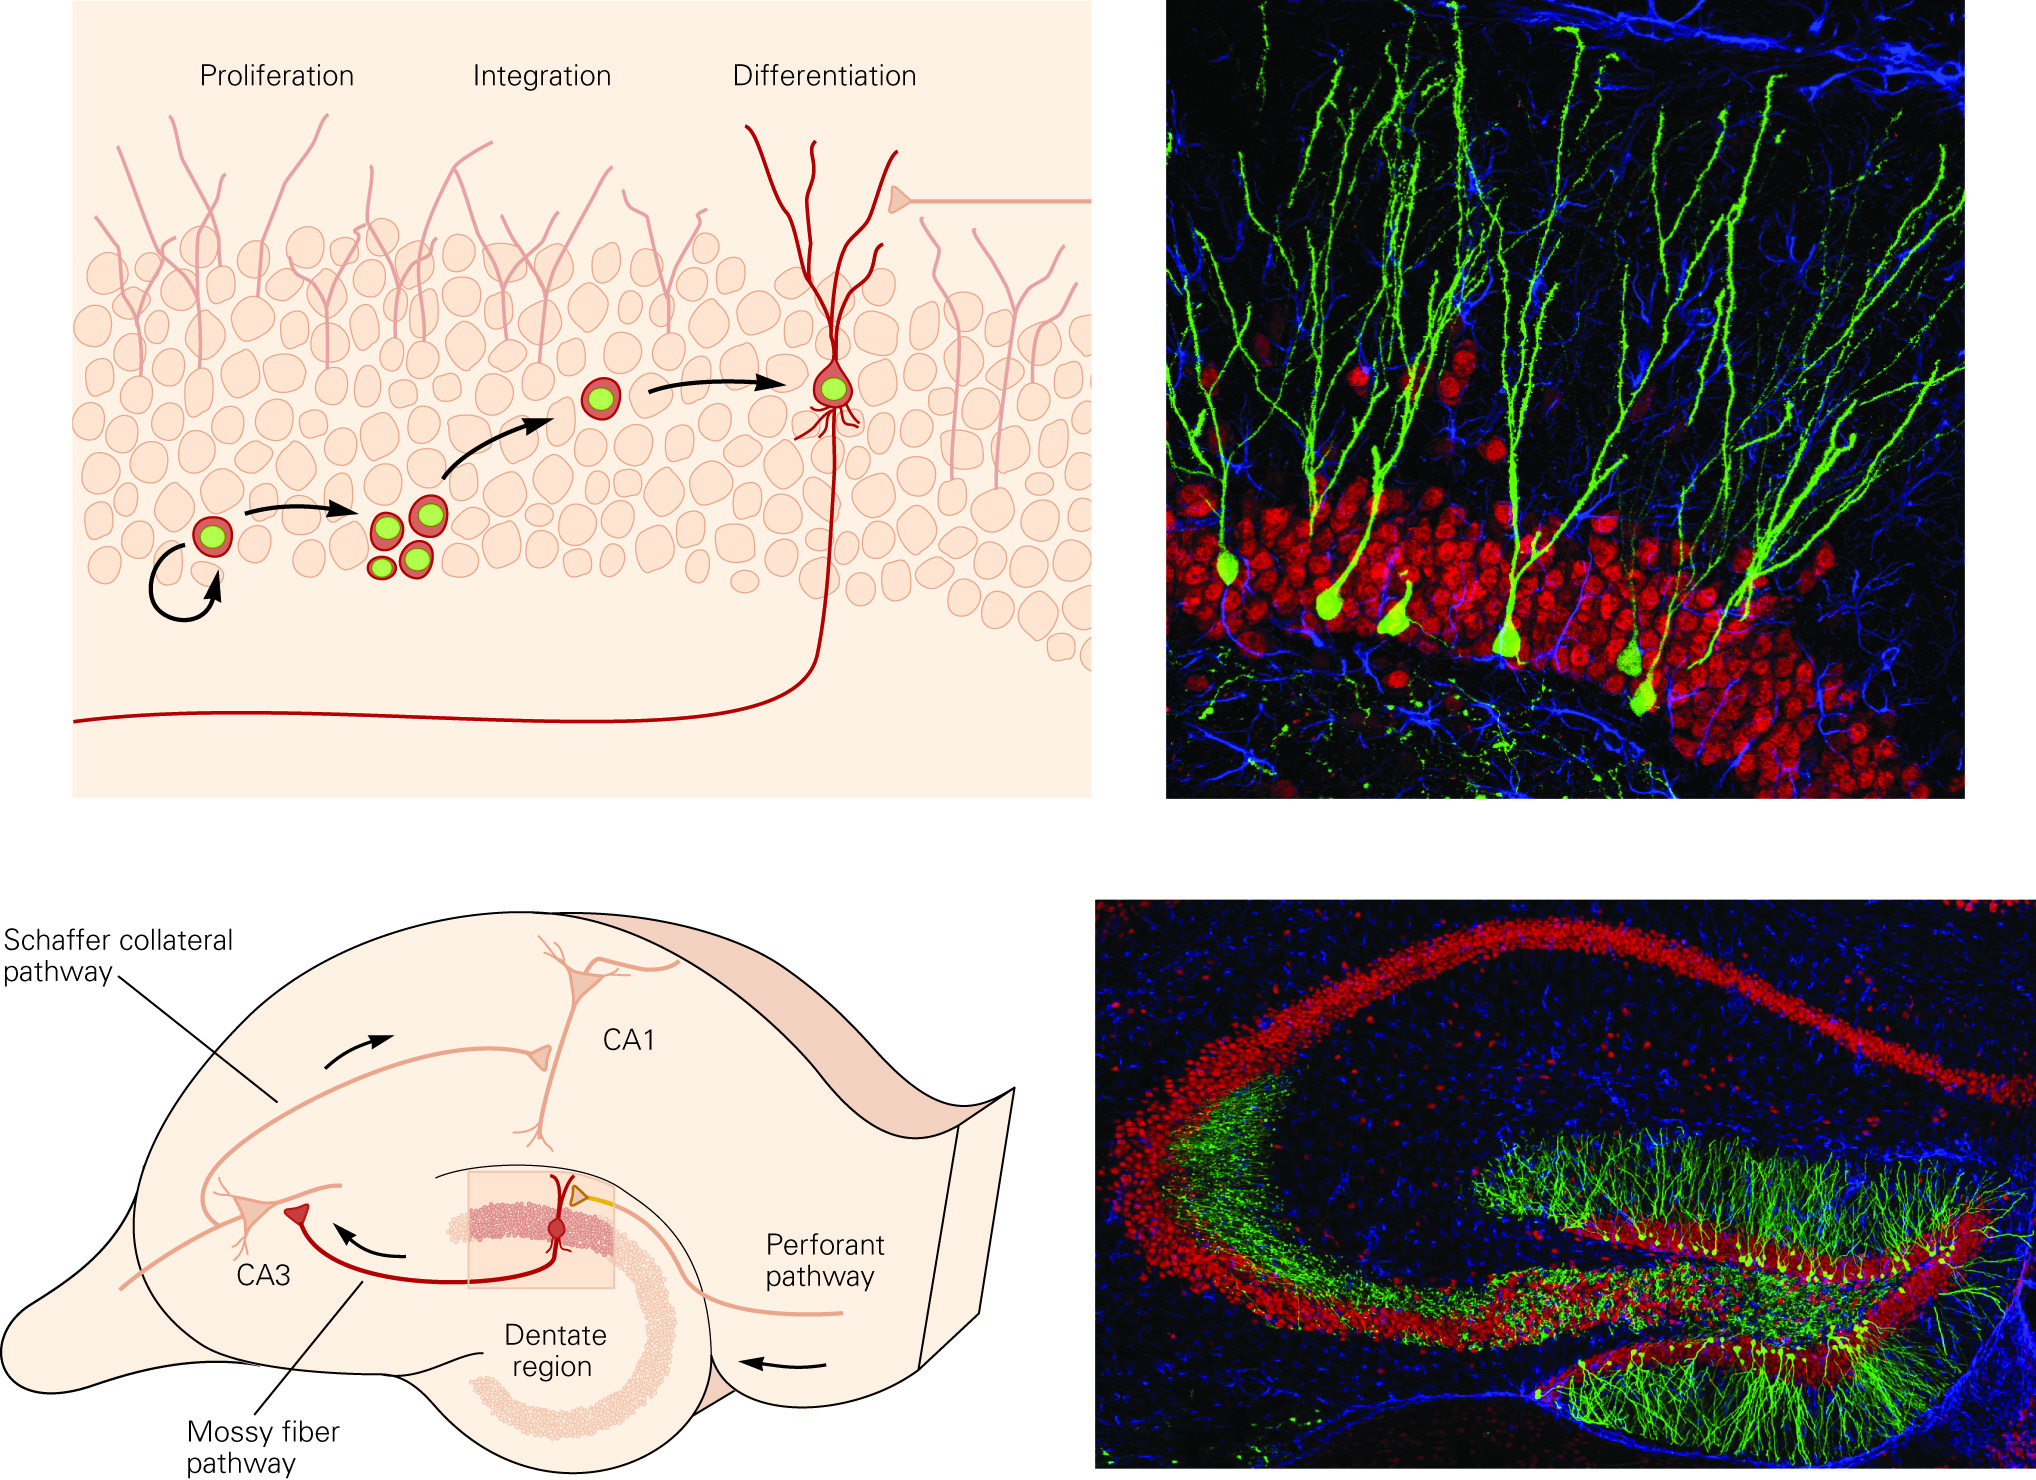 Proliferation
Integration
Differentiation
Schaffer collateral
pathway
CA1
CA3
Perforant
pathway
Dentate
region
Mossy fiber
pathway